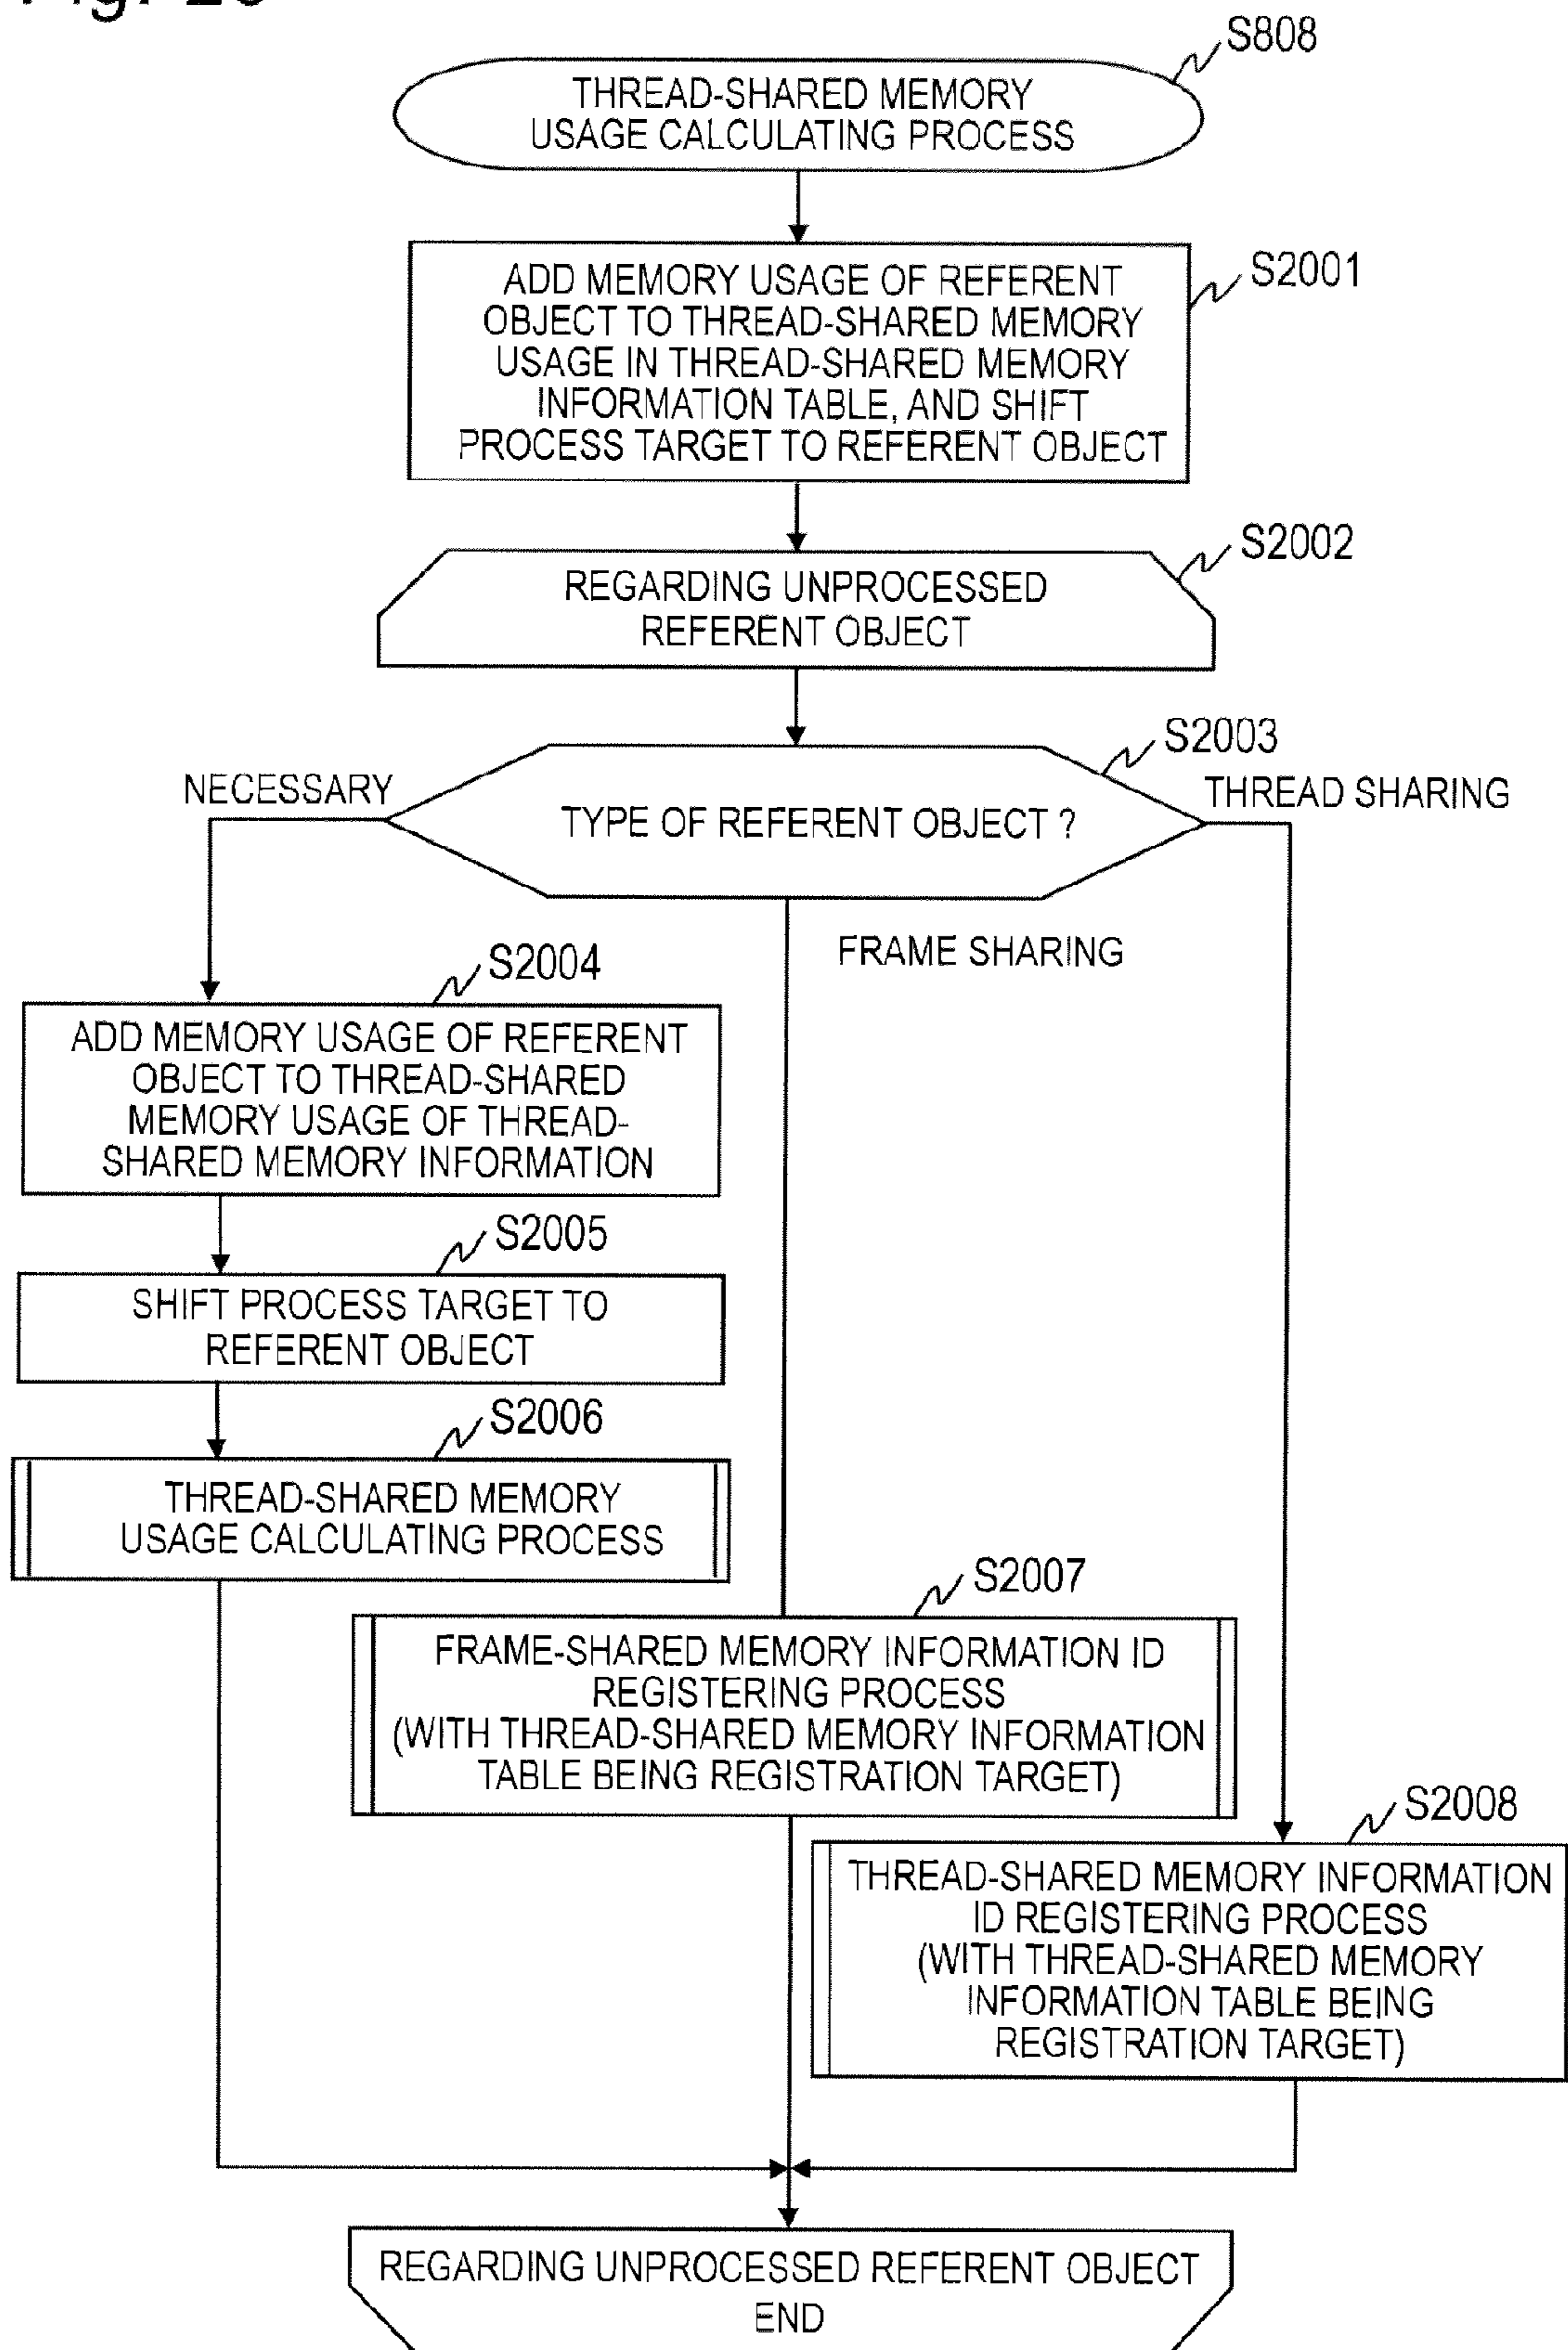 S808
THREAD-SHARED MEMORY
USAGE CALCULATING PROCESS
S2001
ADD MEMORY USAGE OF REFERENT
OBJECT TO THREAD-SHARED MEMORY
USAGE IN THREAD-SHARED MEMORY
INFORMATION TABLE, AND SHIFT
PROCESS TARGET TO REFERENT OBJECT
S2002
REGARDING UNPROCESSED
REFERENT OBJECT
S2003
NECESSARY
THREAD SHARING
TYPE OF REFERENT OBJECT ?
FRAME SHARING
S2004
ADD MEMORY USAGE OF REFERENT
OBJECT TO THREAD-SHARED
MEMORY USAGE OF THREAD-
SHARED MEMORY INFORMATION
S2005
SHIFT PROCESS TARGET TO
REFERENT OBJECT
S2006
THREAD-SHARED MEMORY
USAGE CALCULATING PROCESS
S2007
FRAME-SHARED MEMORY INFORMATION ID
REGISTERING PROCESS
(WITH THREAD-SHARED MEMORY INFORMATION
TABLE BEING REGISTRATION TARGET)
S2008
THREAD-SHARED MEMORY INFORMATION
ID REGISTERING PROCESS
(WITH THREAD-SHARED MEMORY
INFORMATION TABLE BEING
REGISTRATION TARGET)
REGARDING UNPROCESSED REFERENT OBJECT
END